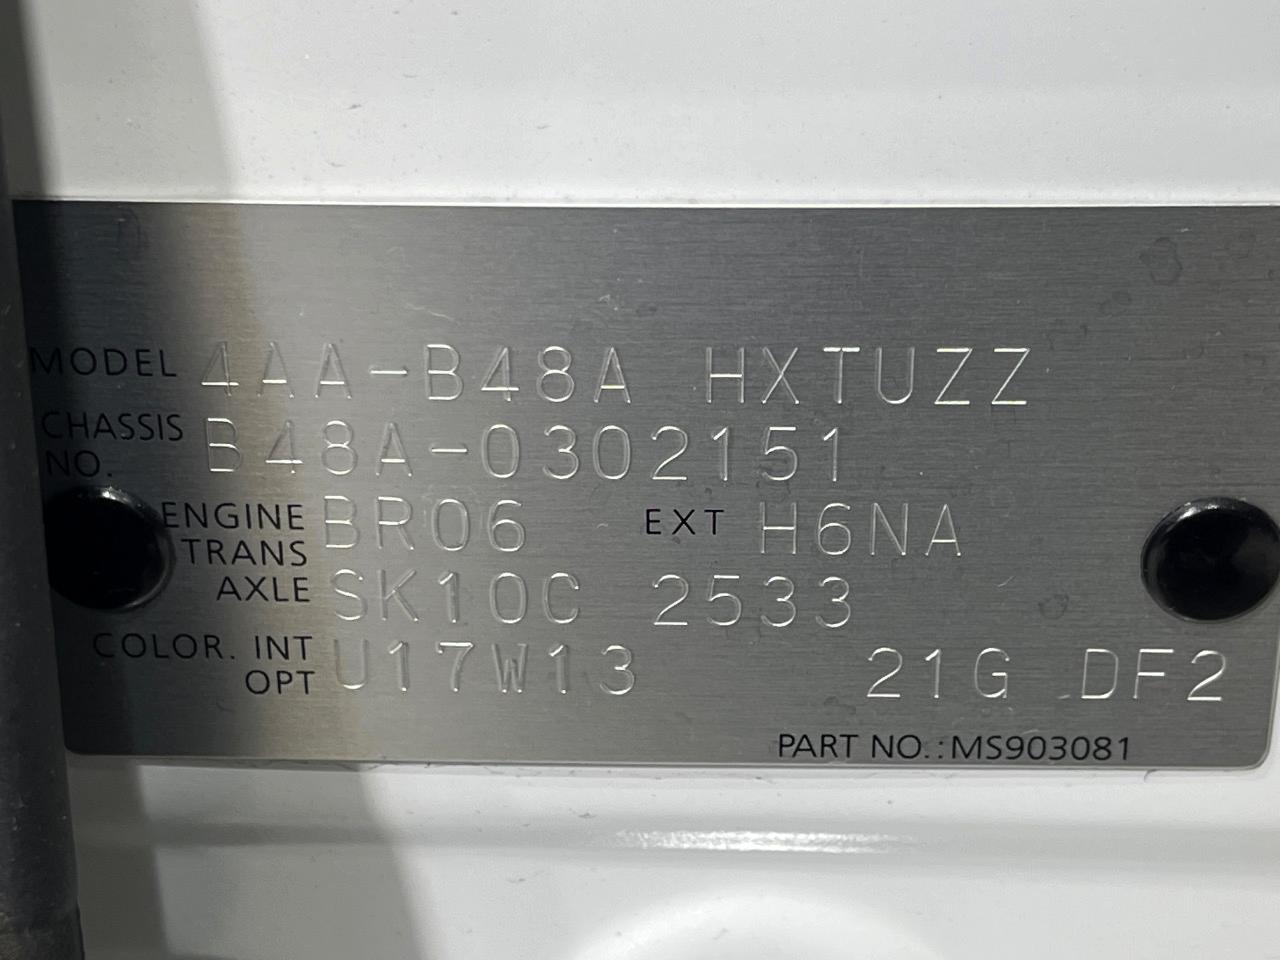 MODEL 4AA-B48A HXTUZZ
CHASSIS NO. B48A-0302151
ENGINE BR06 EXT H6NA
TRANS AXLE SK10C 2533
COLOR. INT OPT U17W13 21G DF2
PART NO.:MS903081